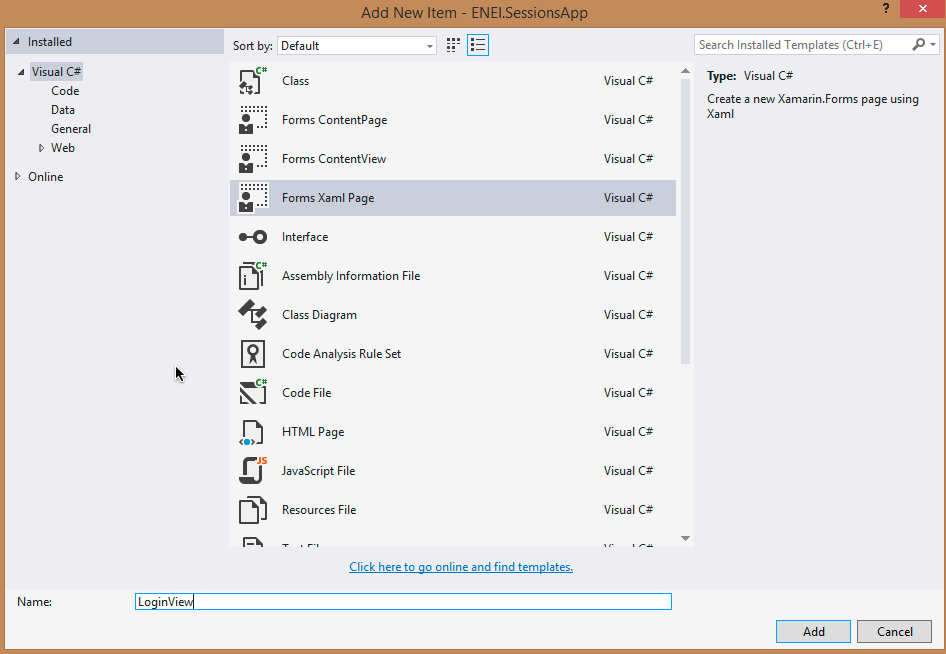 Add New Item - ENEI.SessionsApp
?
Installed
Sort by: Default
Search Installed Templates (Ctrl+E)
Visual C#
Code
Data
General
Web
Online
C# Class Visual C#
Forms ContentPage Visual C#
Forms ContentView Visual C#
Forms Xaml Page Visual C#
Interface Visual C#
C# Assembly Information File Visual C#
Class Diagram Visual C#
Code Analysis Rule Set Visual C#
C# Code File Visual C#
HTML Page Visual C#
JS JavaScript File Visual C#
Resources File Visual C#
Type: Visual C#
Create a new Xamarin.Forms page using
Xaml
Click here to go online and find templates.
Name: LoginView
Add Cancel